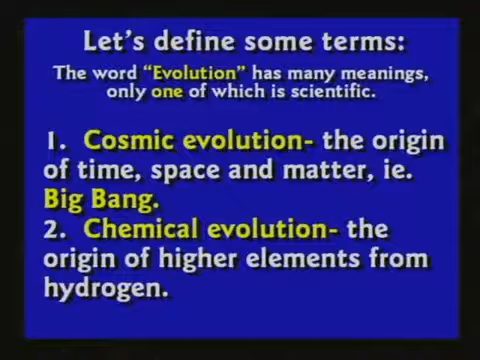 Let's define some terms:
The word "Evolution" has many meanings,
only one of which is scientific.
1. Cosmic evolution- the origin
of time, space and matter, ie.
Big Bang.
2. Chemical evolution- the
origin of higher elements from
hydrogen.